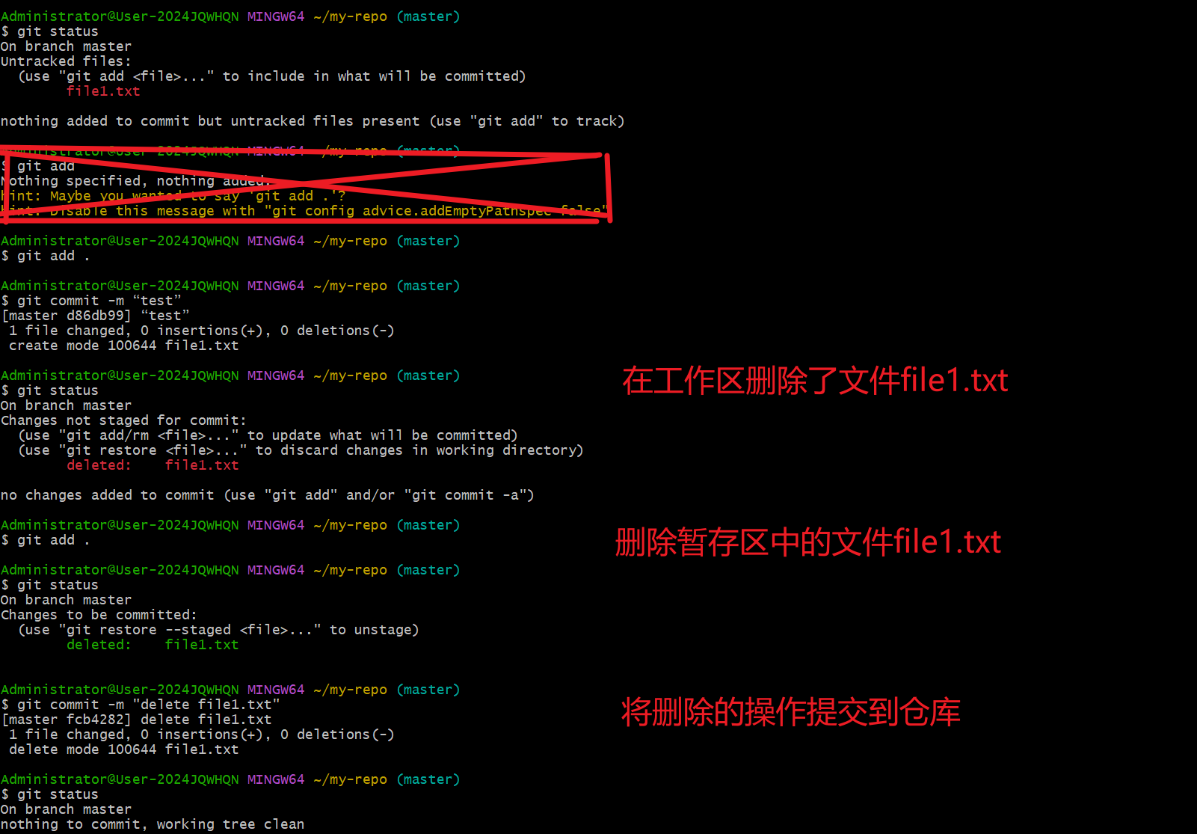 Administrator@User-2024JQWHQN MINGW64 ~/my-repo (master)
$ git status
On branch master
Untracked files:
  (use "git add <file>..." to include in what will be committed)
        file1.txt
nothing added to commit but untracked files present (use "git add" to track)
Administrator@User-2024JQWHQN MINGW64 ~/my-repo (master)
$ git add
Nothing specified, nothing added.
hint: Maybe you wanted to say 'git add .'?
hint: Disable this message with "git config advice.addEmptyPathspec false"
Administrator@User-2024JQWHQN MINGW64 ~/my-repo (master)
$ git add .
Administrator@User-2024JQWHQN MINGW64 ~/my-repo (master)
$ git commit -m “test”
[master d86db99] “test”
 1 file changed, 0 insertions(+), 0 deletions(-)
 create mode 100644 file1.txt
Administrator@User-2024JQWHQN MINGW64 ~/my-repo (master)
在工作区删除了文件file1.txt
$ git status
On branch master
Changes not staged for commit:
  (use "git add/rm <file>..." to update what will be committed)
  (use "git restore <file>..." to discard changes in working directory)
        deleted:    file1.txt
no changes added to commit (use "git add" and/or "git commit -a")
Administrator@User-2024JQWHQN MINGW64 ~/my-repo (master)
$ git add .
删除暂存区中的文件file1.txt
Administrator@User-2024JQWHQN MINGW64 ~/my-repo (master)
$ git status
On branch master
Changes to be committed:
  (use "git restore --staged <file>..." to unstage)
        deleted:    file1.txt
Administrator@User-2024JQWHQN MINGW64 ~/my-repo (master)
$ git commit -m "delete file1.txt"
将删除的操作提交到仓库
[master fcb4282] delete file1.txt
 1 file changed, 0 insertions(+), 0 deletions(-)
 delete mode 100644 file1.txt
Administrator@User-2024JQWHQN MINGW64 ~/my-repo (master)
$ git status
On branch master
nothing to commit, working tree clean